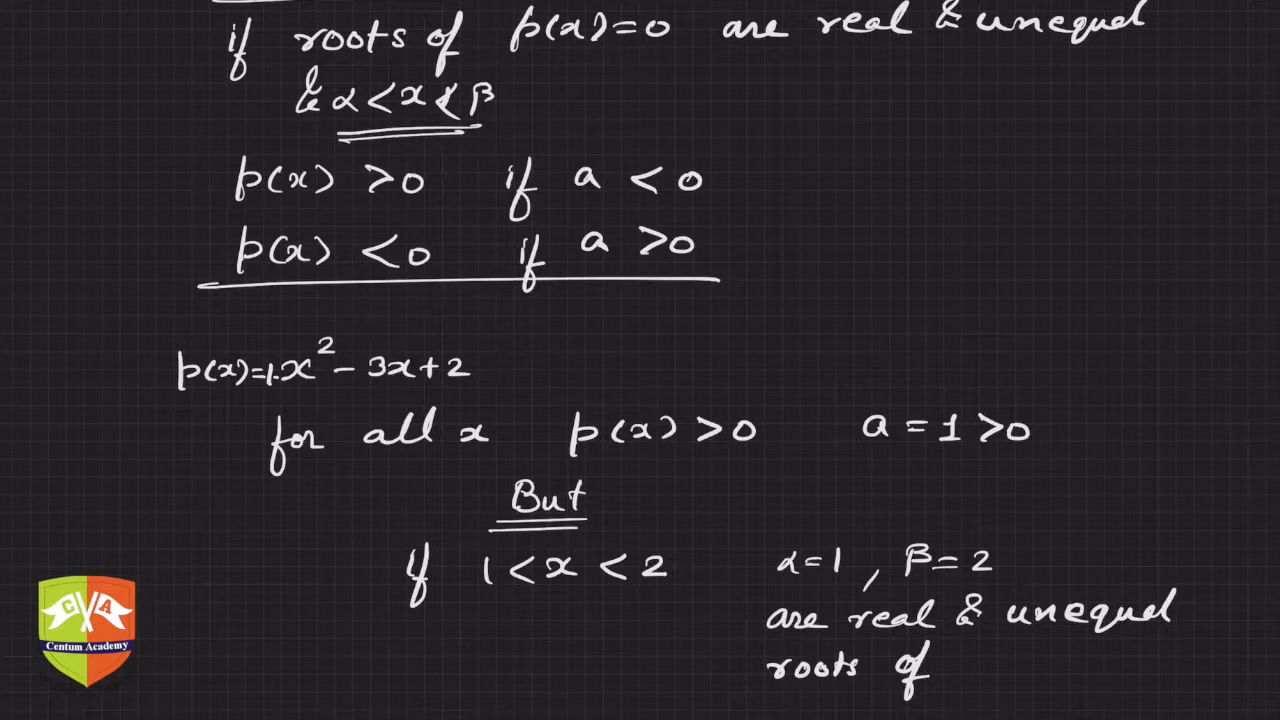 if roots of p(x)=0 are real & unequal
& α < x < β
p(x) >0 if a < 0
p(x) <0 if a >0
p(x)=1.x² - 3x+2
for all x p(x) >0 a = 1 >0
But
if 1 < x < 2 α=1 , β=2
are real & unequal
roots of
C A
Centum Academy